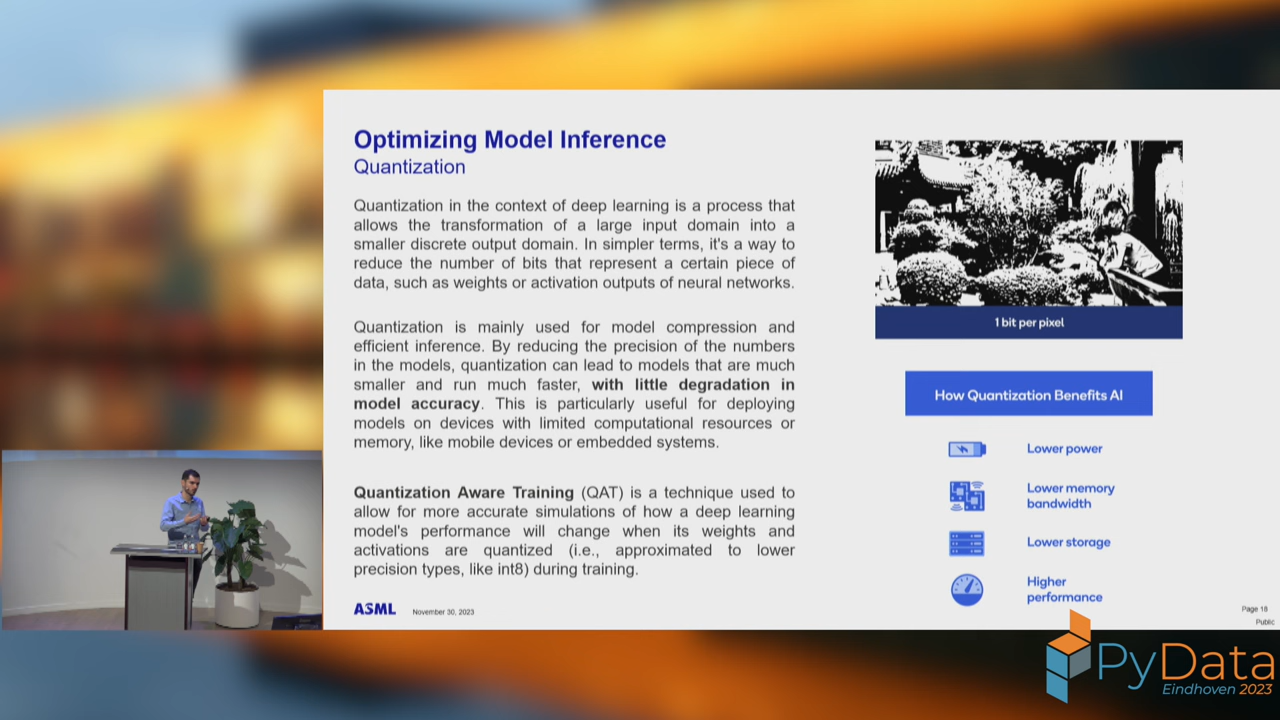 Optimizing Model Inference
Quantization
Quantization in the context of deep learning is a process that
allows the transformation of a large input domain into a
smaller discrete output domain. In simpler terms, it's a way to
reduce the number of bits that represent a certain piece of
data, such as weights or activation outputs of neural networks.
Quantization is mainly used for model compression and
efficient inference. By reducing the precision of the numbers
in the models, quantization can lead to models that are much
smaller and run much faster, with little degradation in
model accuracy. This is particularly useful for deploying
models on devices with limited computational resources or
memory, like mobile devices or embedded systems.
Quantization Aware Training (QAT) is a technique used to
allow for more accurate simulations of how a deep learning
model's performance will change when its weights and
activations are quantized (i.e., approximated to lower
precision types, like int8) during training.
ASML
November 30, 2023
1 bit per pixel
How Quantization Benefits AI
Lower power
Lower memory
bandwidth
Lower storage
Higher
performance
Page 18
Public
PyData
Eindhoven 2023